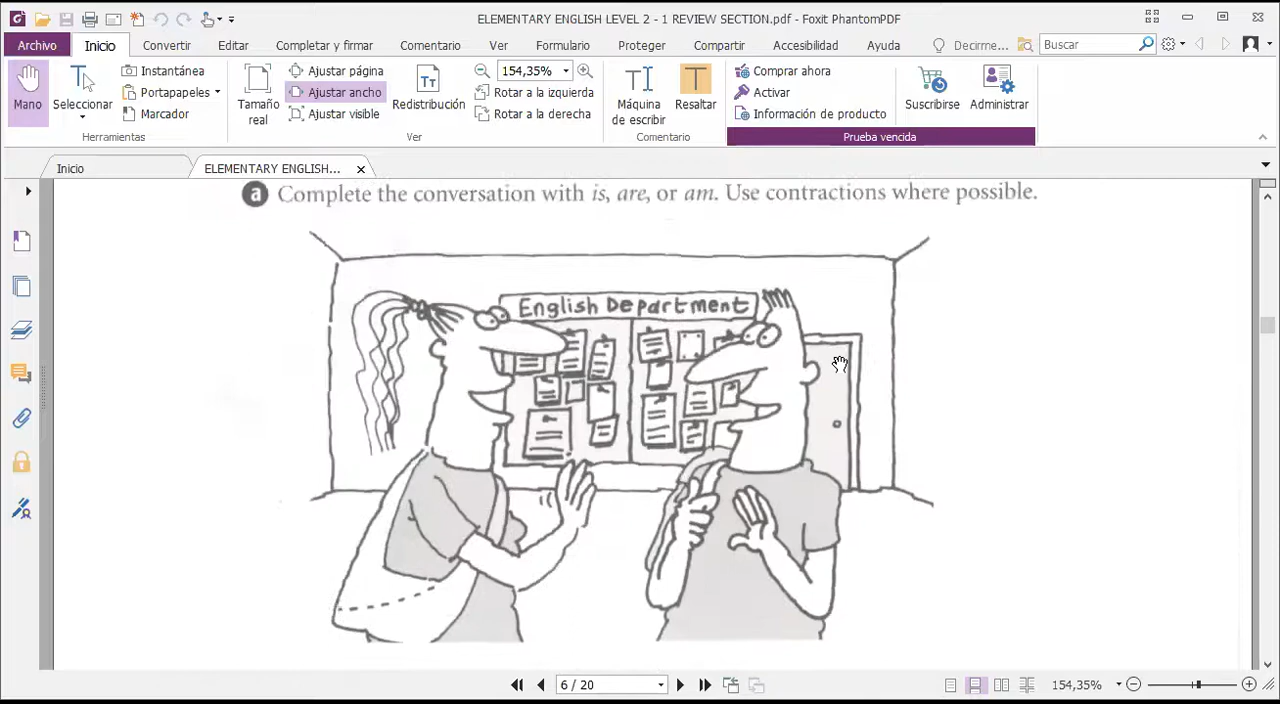 ELEMENTARY ENGLISH LEVEL 2 - 1 REVIEW SECTION.pdf - Foxit PhantomPDF
Archivo Inicio Convertir Editar Completar y firmar Comentario Ver Formulario Proteger Compartir Accesibilidad Ayuda Decirme... Buscar
Mano
Seleccionar
Instantánea
Portapapeles
Marcador
Herramientas
Tamaño real
Ajustar página
Ajustar ancho
Ajustar visible
Redistribución
154,35%
Rotar a la izquierda
Rotar a la derecha
Ver
Máquina de escribir
Resaltar
Comentario
Comprar ahora
Activar
Información de producto
Suscribirse
Administrar
Prueba vencida
Inicio ELEMENTARY ENGLISH...
a Complete the conversation with is, are, or am. Use contractions where possible.
English Department
6 / 20 154,35%